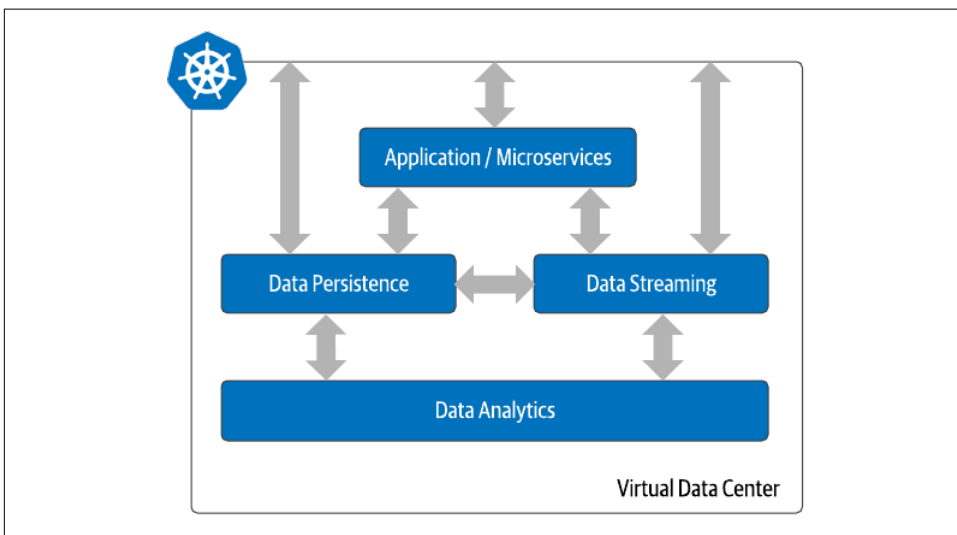 Application / Microservices
Data Persistence
Data Streaming
Data Analytics
Virtual Data Center